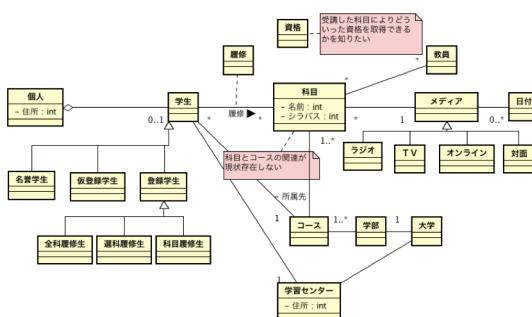 資格
受講した科目によりどう
いった資格を取得できる
かを知りたい
履修
教員
個人
- 住所 : int
学生
科目
- 名前 : int
- シラバス : int
メディア
日付
0..1
*
履修
*
*
*
1
0..*
ラジオ
TV
オンライン
対面
科目とコースの関連が
現状存在しない
1..*
名誉学生
仮登録学生
登録学生
- 所属先
1
コース
1..*
学部
1
大学
全科履修生
選科履修生
科目履修生
1
学習センター
- 住所 : int